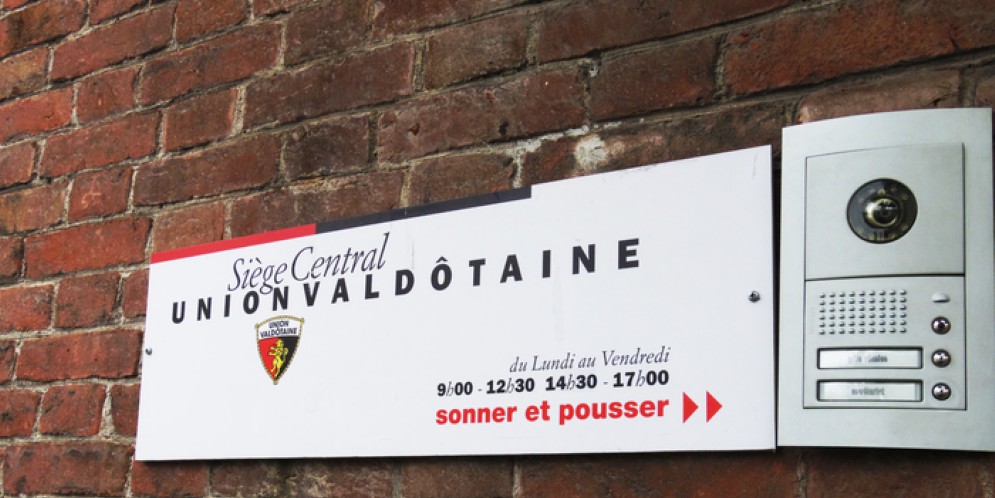 Siège Central
UNION VALDÔTAINE
UNION
VALDÔTAINE
du Lundi au Vendredi
9h00 - 12h30 14h30 - 17h00
sonner et pousser